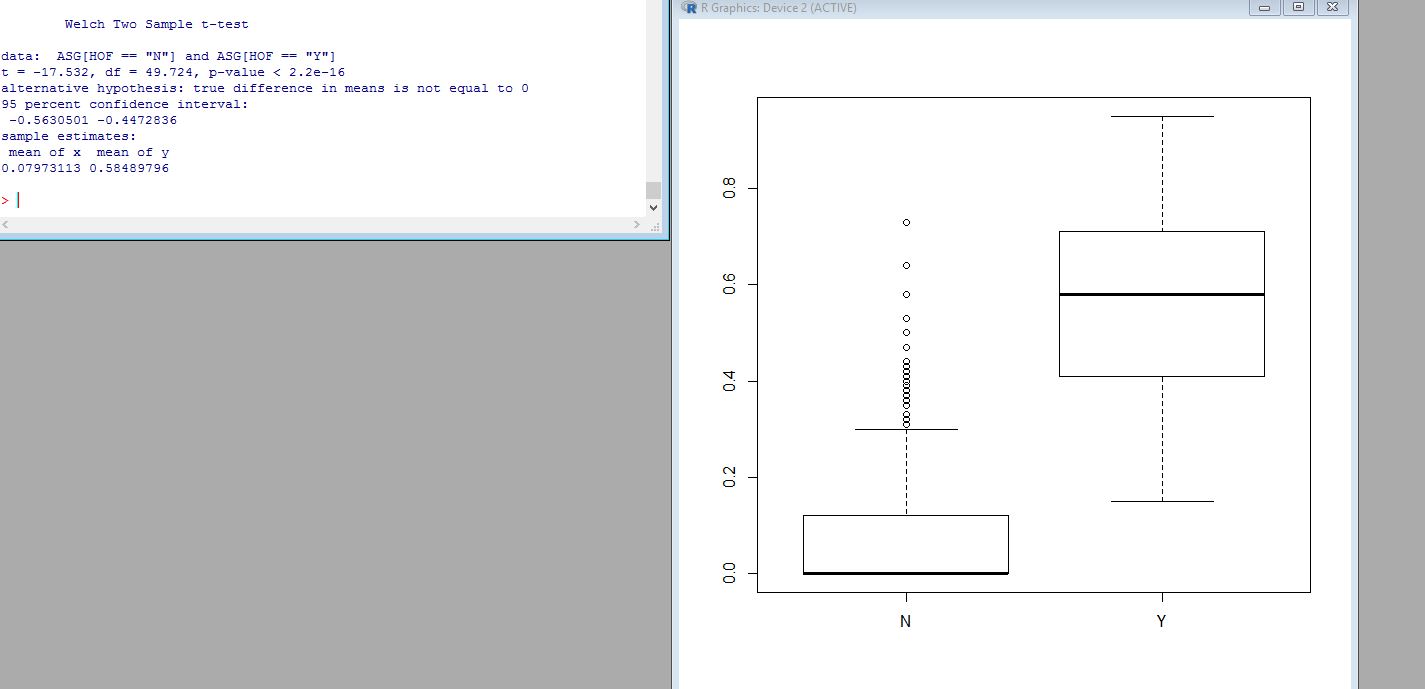 Welch Two Sample t-test
data:  ASG[HOF == "N"] and ASG[HOF == "Y"]
t = -17.532, df = 49.724, p-value < 2.2e-16
alternative hypothesis: true difference in means is not equal to 0
95 percent confidence interval:
 -0.5630501 -0.4472836
sample estimates:
 mean of x  mean of y
0.07973113 0.58489796
>
R Graphics: Device 2 (ACTIVE)
0.8
0.6
0.4
0.2
0.0
N Y